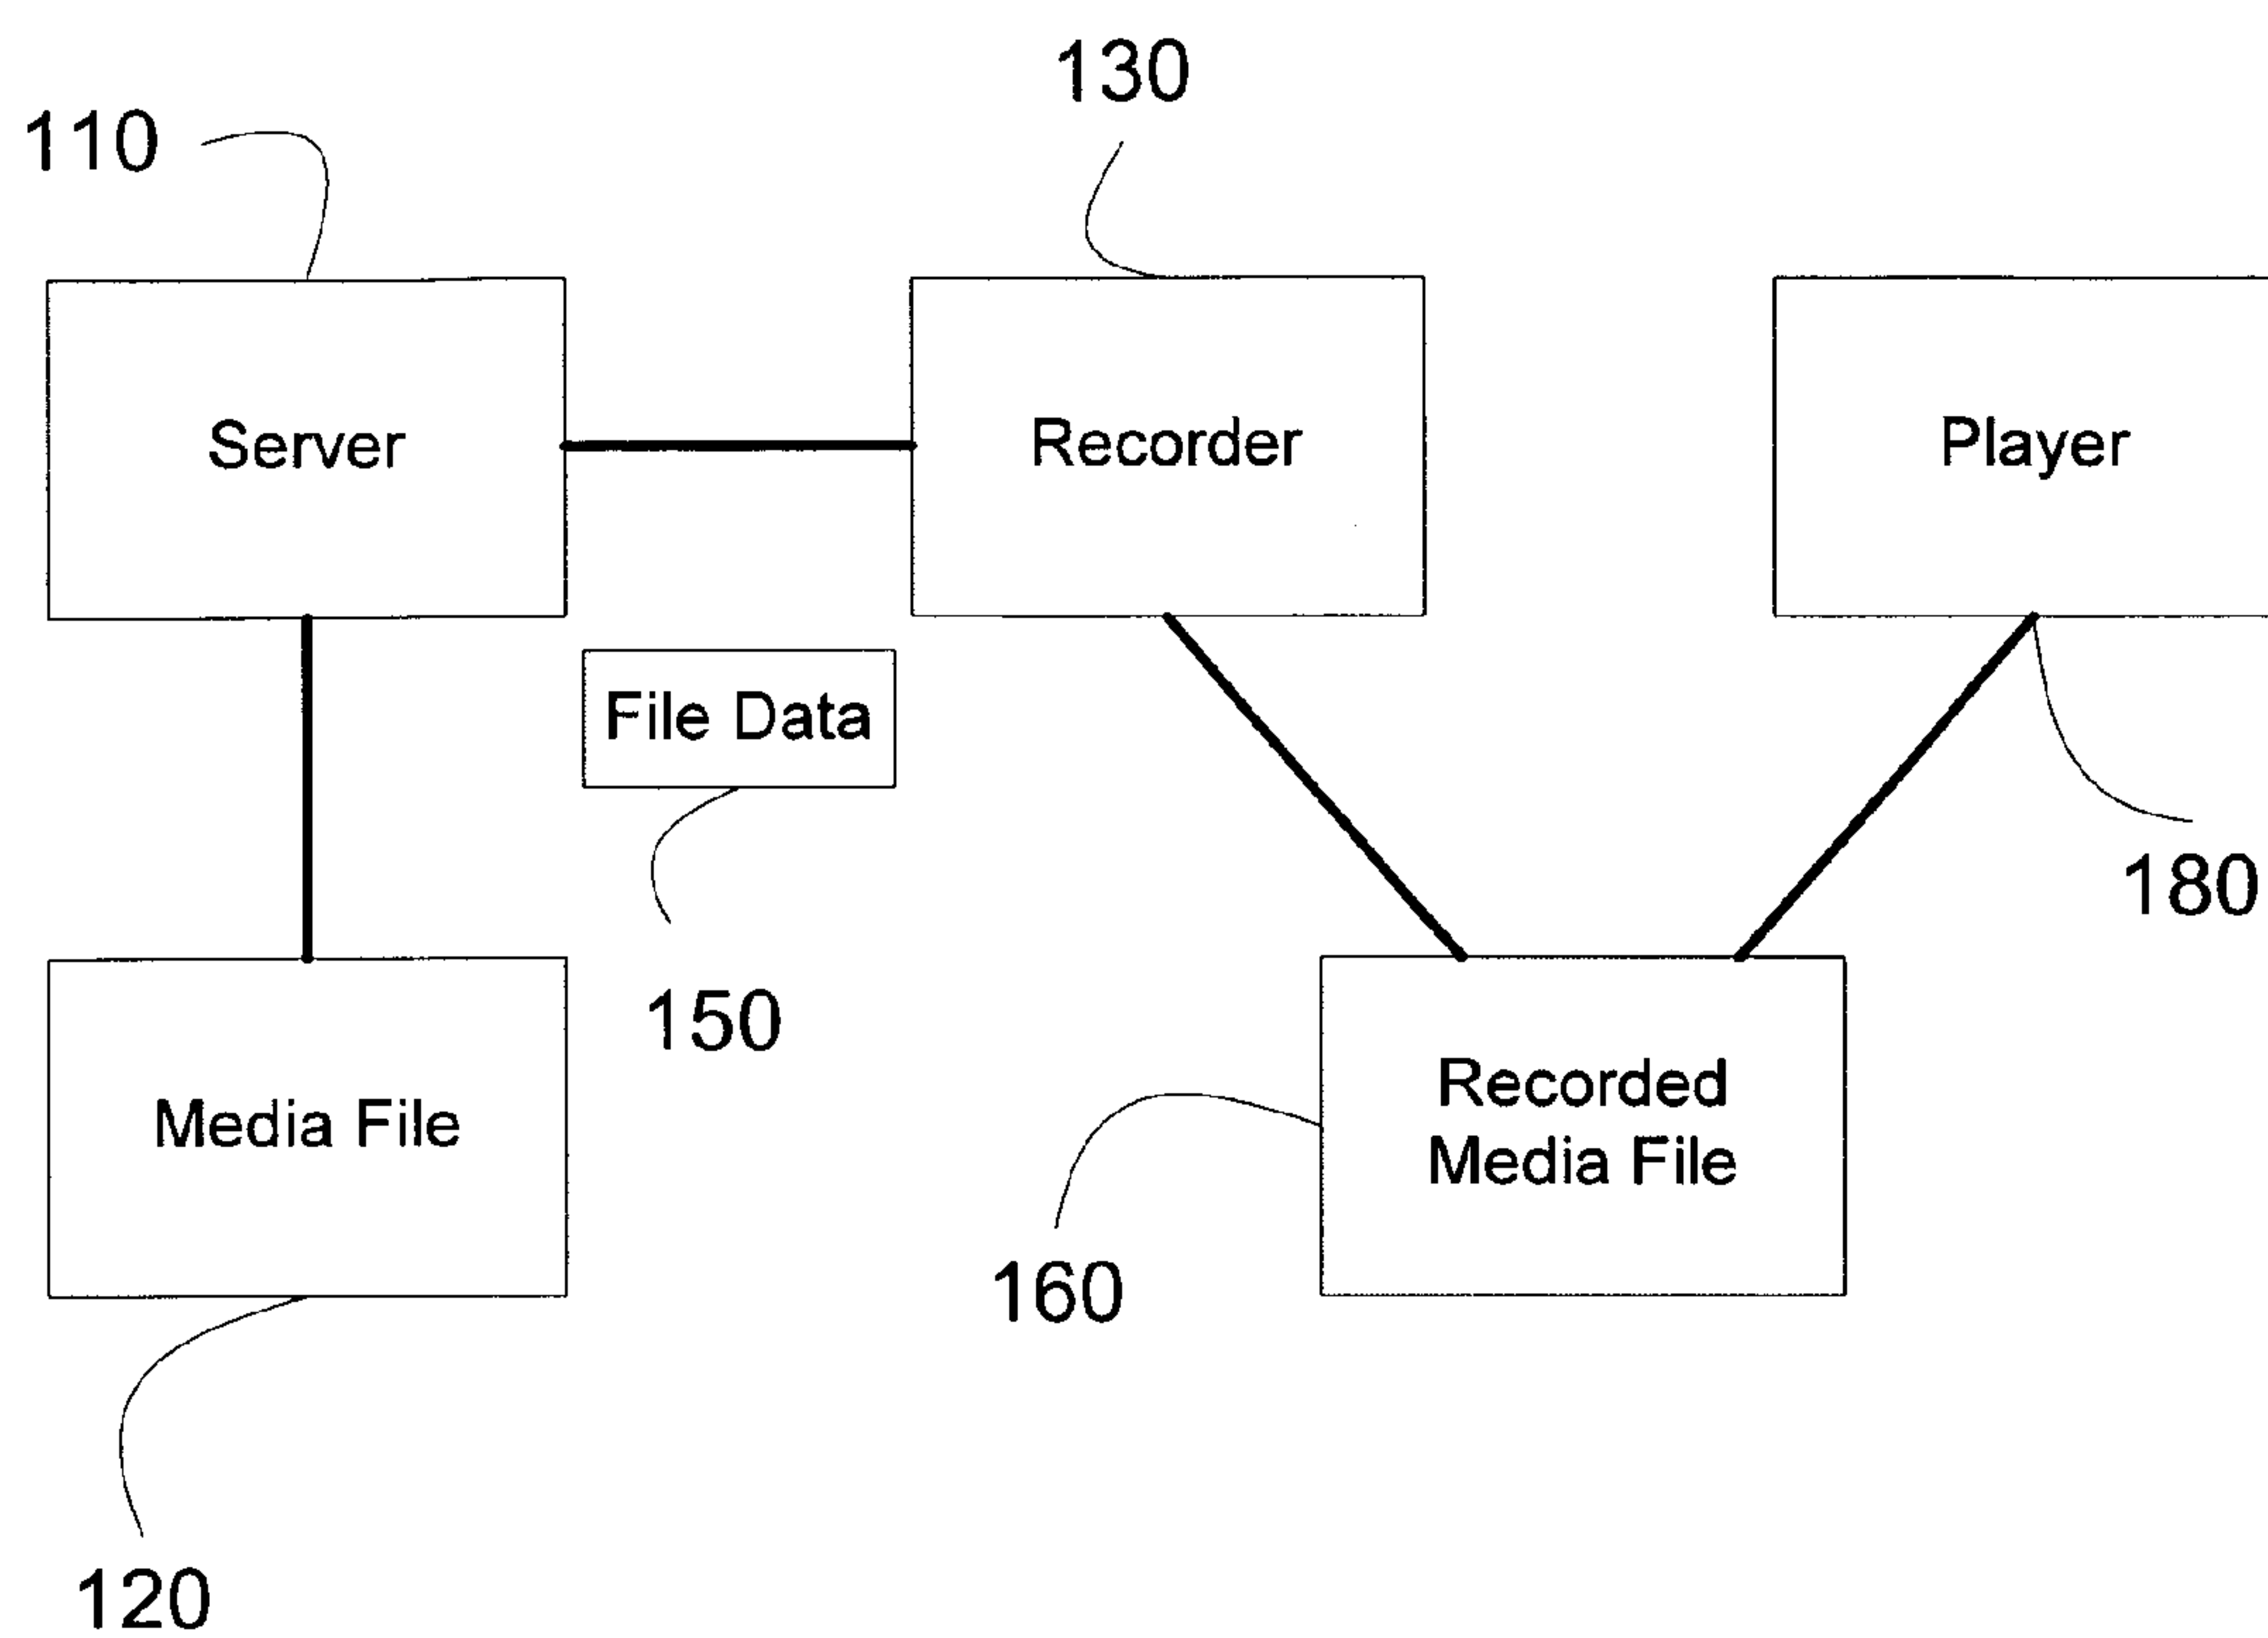 130
110
Server
Recorder
Player
File Data
180
150
Recorded
Media File
Media File
160
120